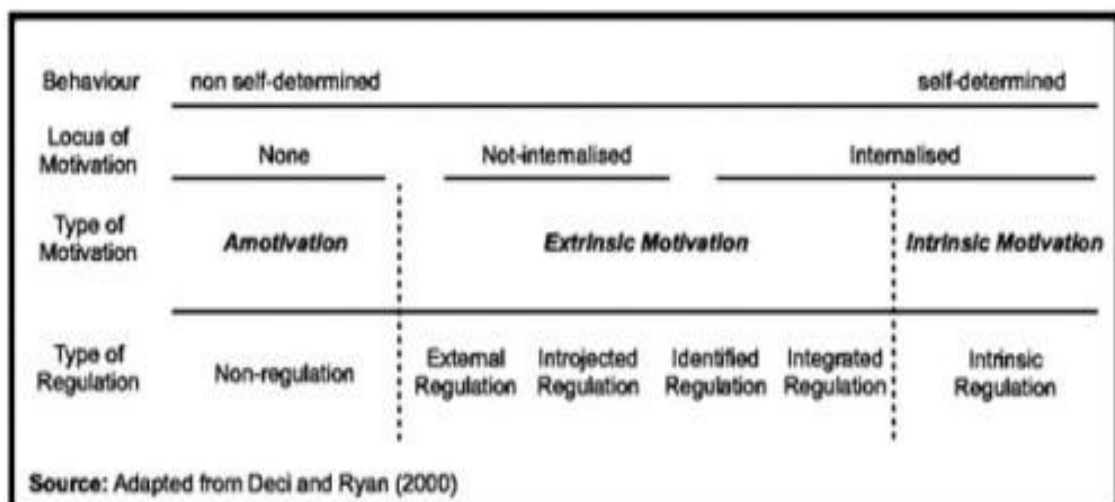 Behaviour non self-determined self-determined
Locus of
Motivation None Not-internalised Internalised
Type of
Motivation Amotivation Extrinsic Motivation Intrinsic Motivation
Type of
Regulation Non-regulation External
Regulation Introjected
Regulation Identified
Regulation Integrated
Regulation Intrinsic
Regulation
Source: Adapted from Deci and Ryan (2000)